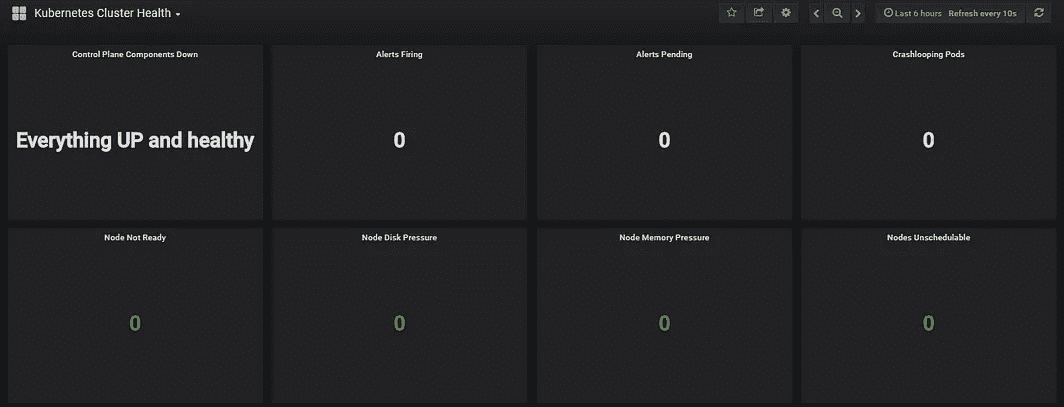 Kubernetes Cluster Health
Last 6 hours Refresh every 10s
Control Plane Components Down
Alerts Firing
Alerts Pending
Crashlooping Pods
Everything UP and healthy
0
0
0
Node Not Ready
Node Disk Pressure
Node Memory Pressure
Nodes Unschedulable
0
0
0
0